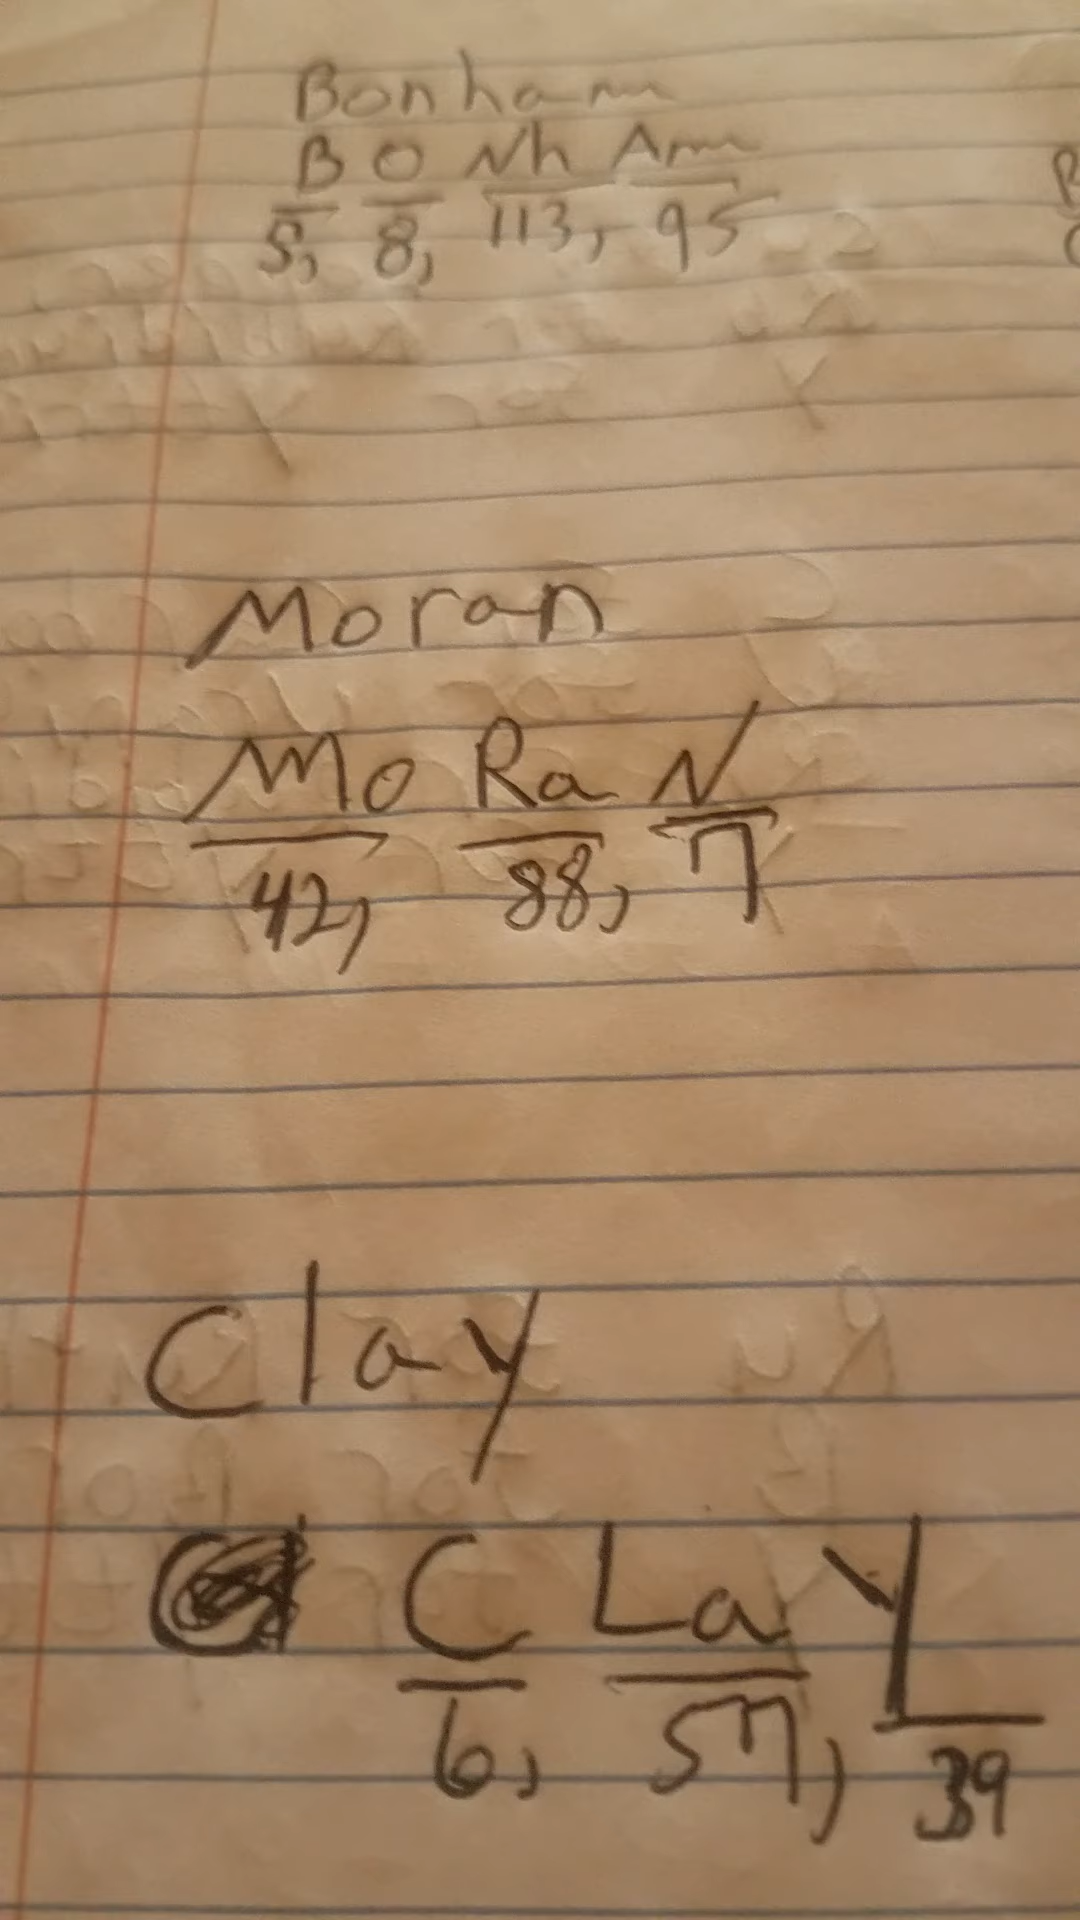 Bonham
B O Nh Am
5, 8, 113, 95
Moran
Mo Ra N
42, 88, 7
Clay
C La Y
6, 57, 39